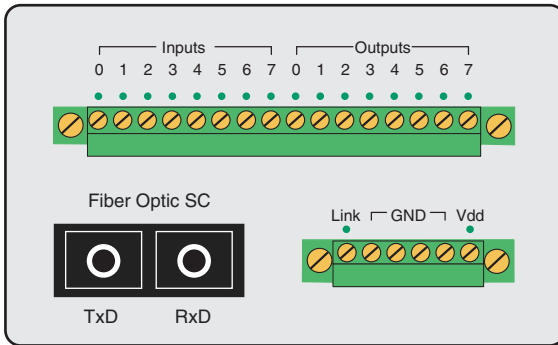 Inputs Outputs
0 1 2 3 4 5 6 7 0 1 2 3 4 5 6 7
Fiber Optic SC
Link GND Vdd
TxD RxD